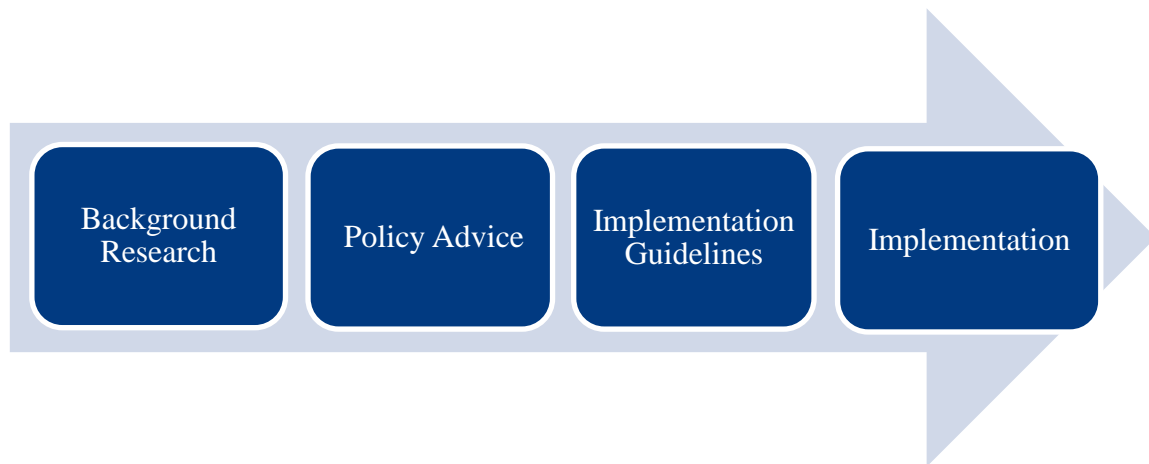 Background
Research
Policy Advice
Implementation
Guidelines
Implementation